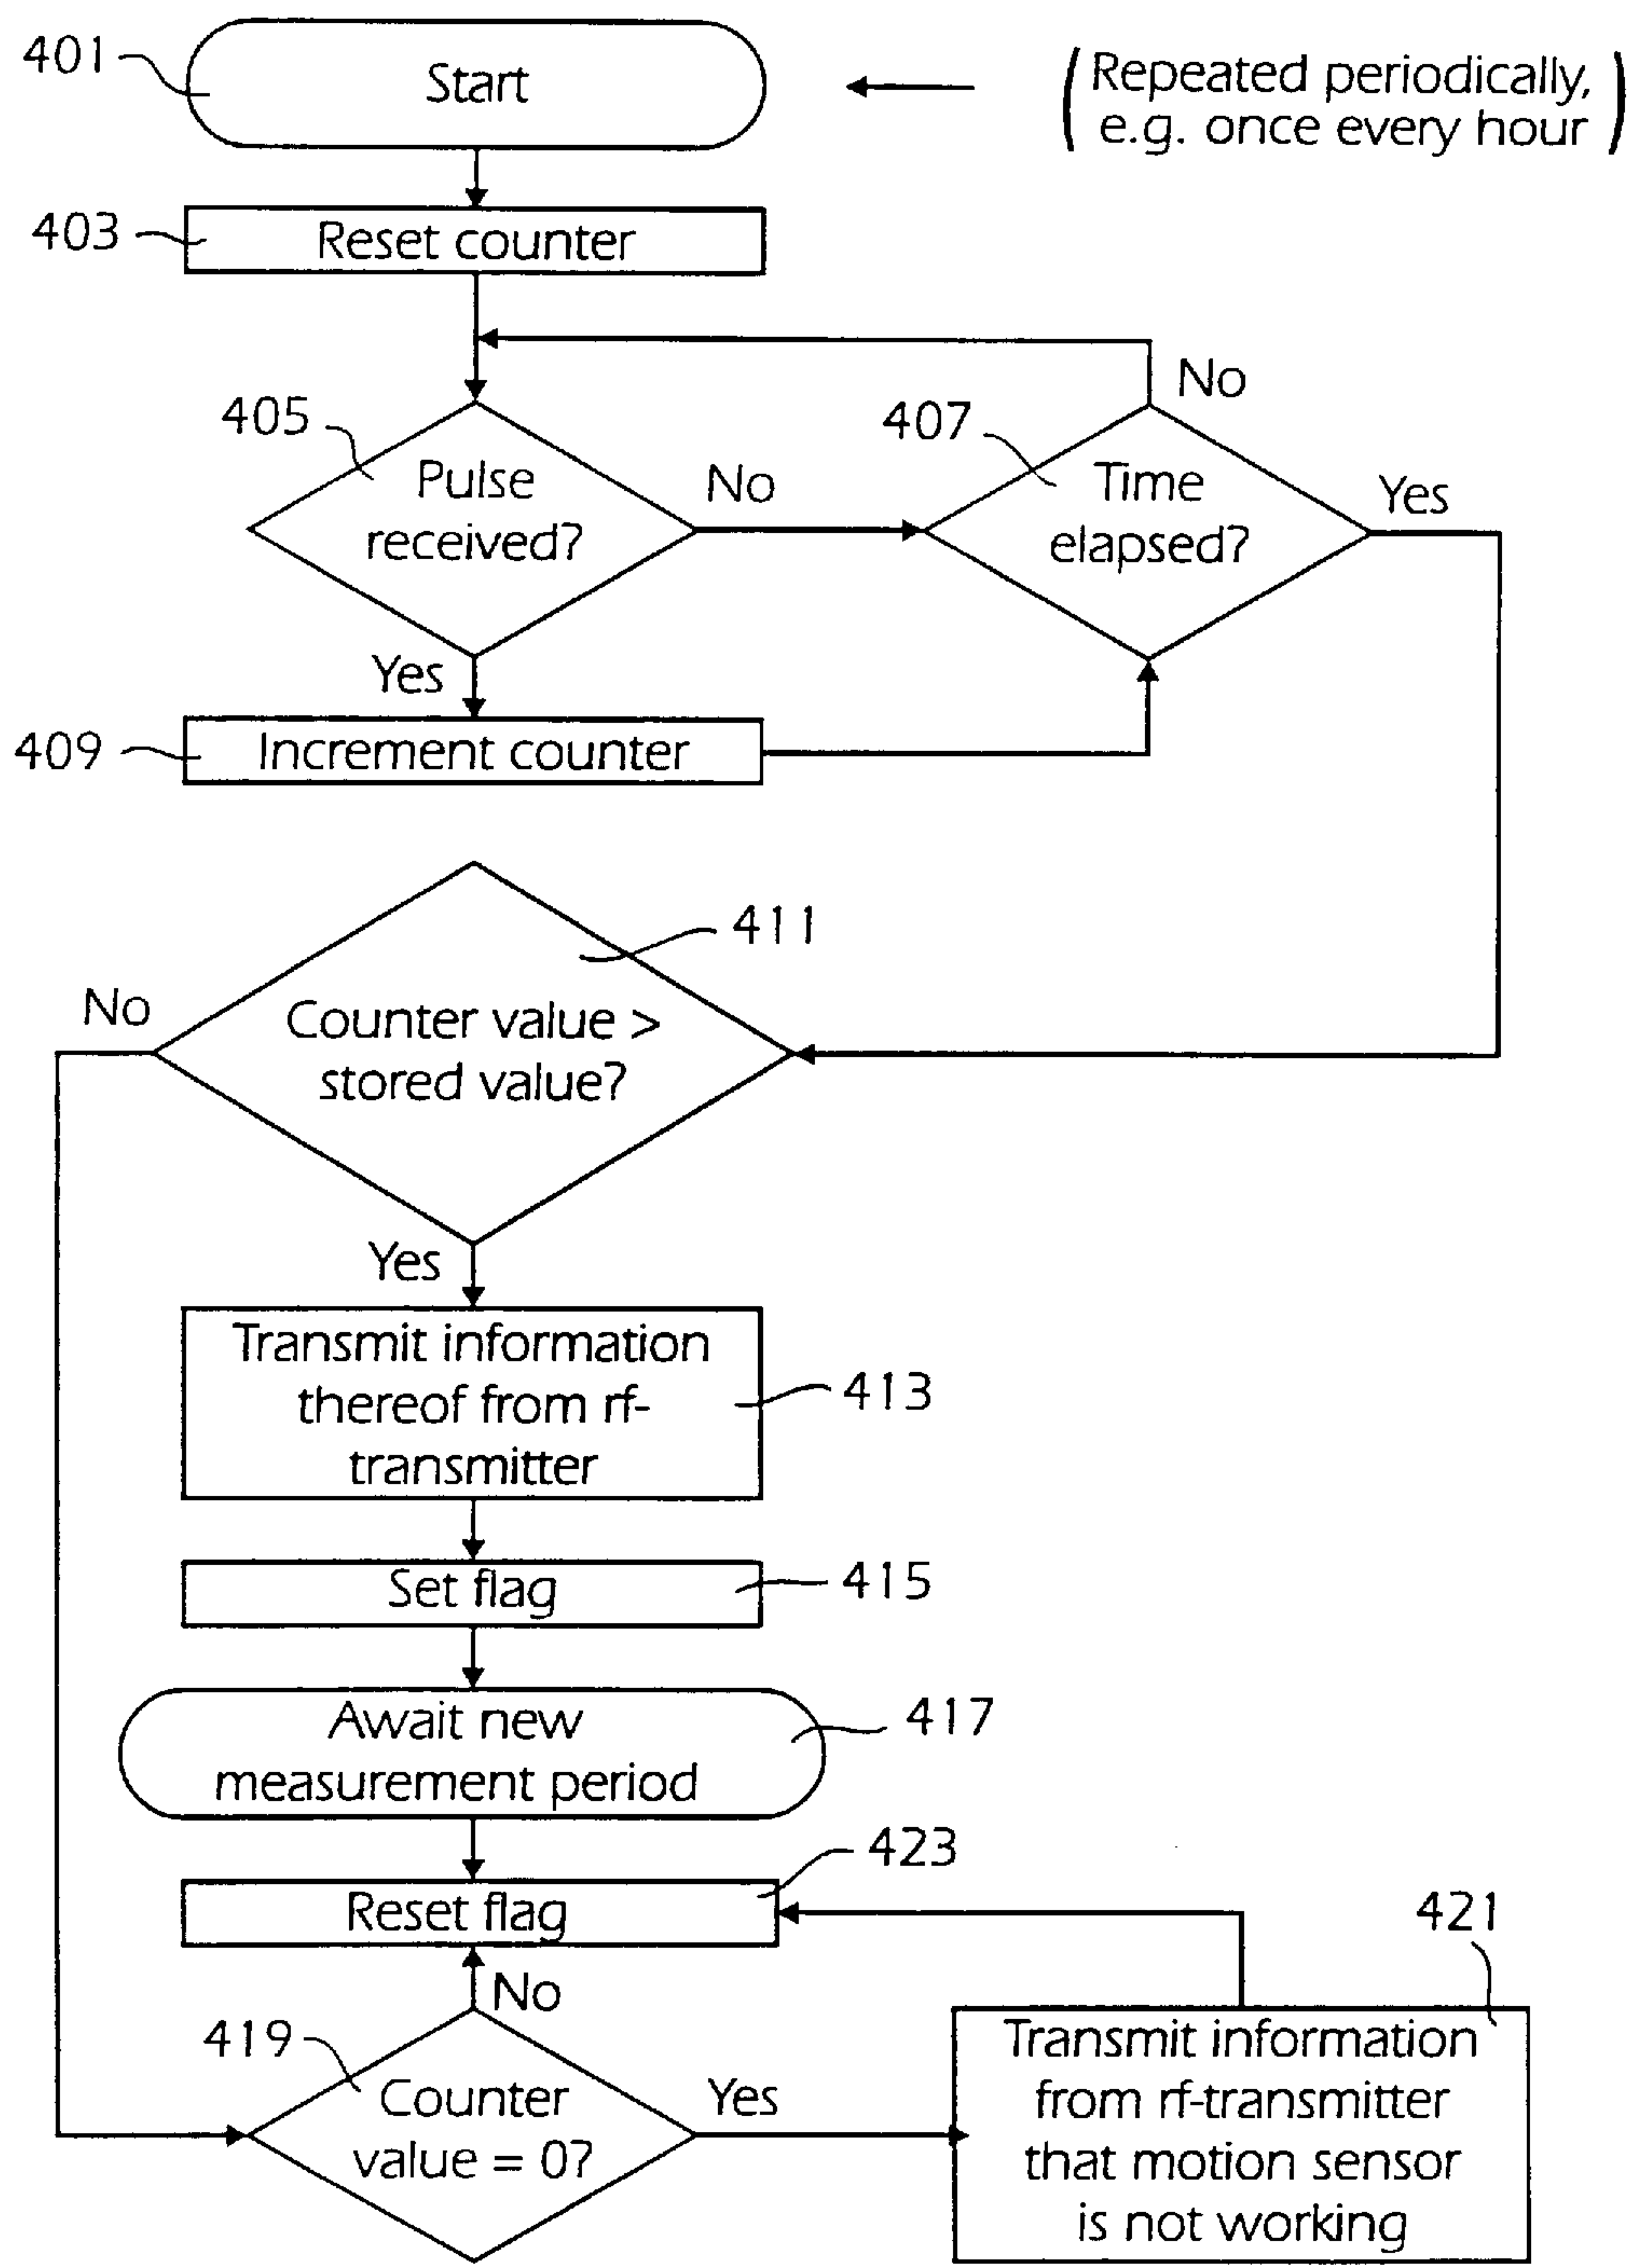 401
Start
(Repeated periodically,
e.g. once every hour)
403
Reset counter
No
405
407
Pulse
received?
No
Time
elapsed?
Yes
Yes
409
Increment counter
411
No
Counter value >
stored value?
Yes
Transmit information
thereof from rf-
transmitter
413
Set flag
415
Await new
measurement period
417
423
Reset flag
421
No
419
Counter
value = 0?
Yes
Transmit information
from rf-transmitter
that motion sensor
is not working